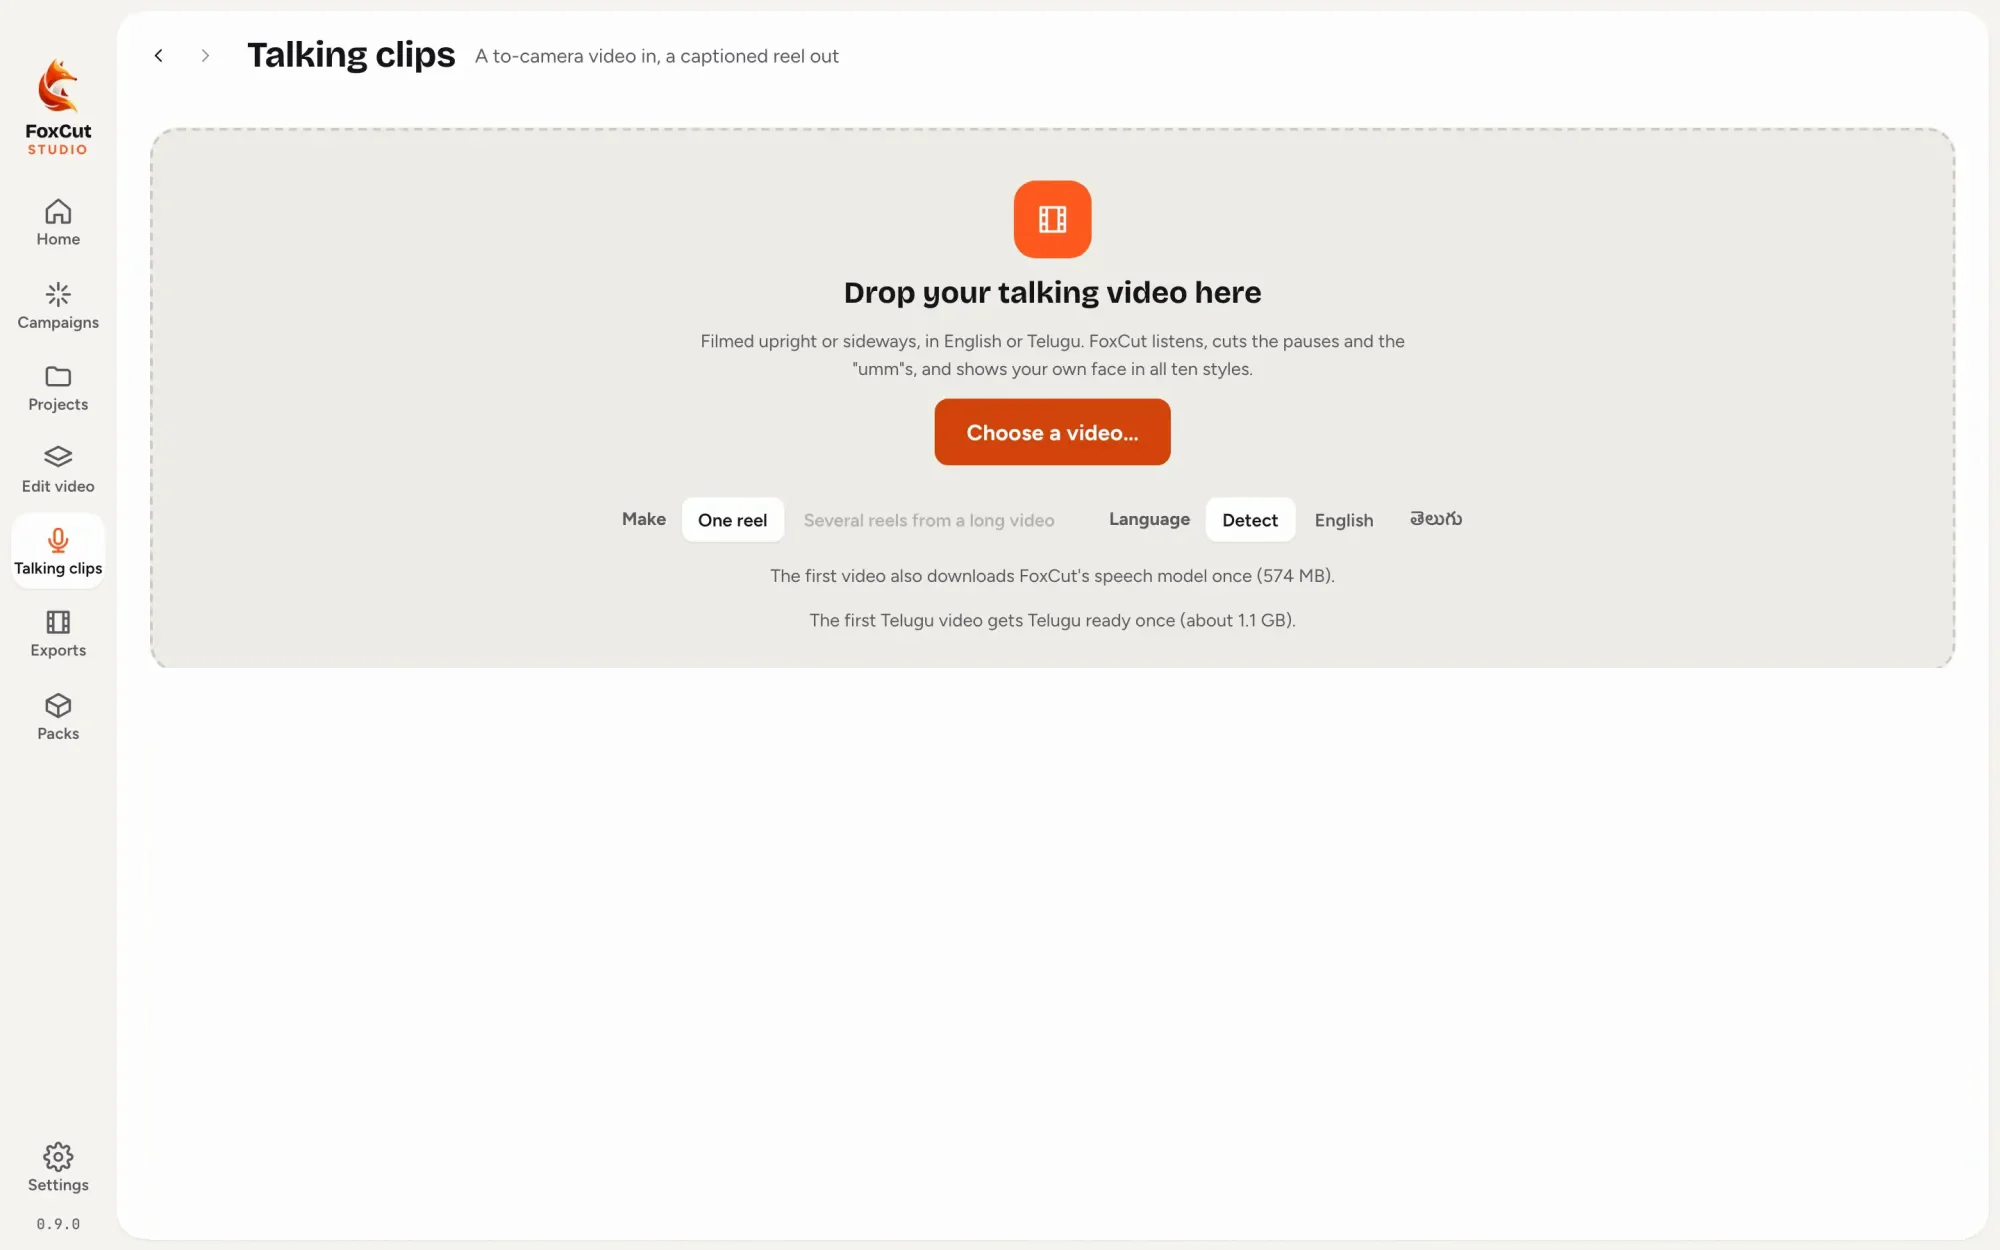 Talking clips
A to-camera video in, a captioned reel out
FoxCut
STUDIO
Home
Campaigns
Projects
Edit video
Talking clips
Exports
Packs
Settings
0.9.0
Drop your talking video here
Filmed upright or sideways, in English or Telugu. FoxCut listens, cuts the pauses and the
"umm"s, and shows your own face in all ten styles.
Choose a video...
Make One reel Several reels from a long video Language Detect English తెలుగు
The first video also downloads FoxCut's speech model once (574 MB).
The first Telugu video gets Telugu ready once (about 1.1 GB).